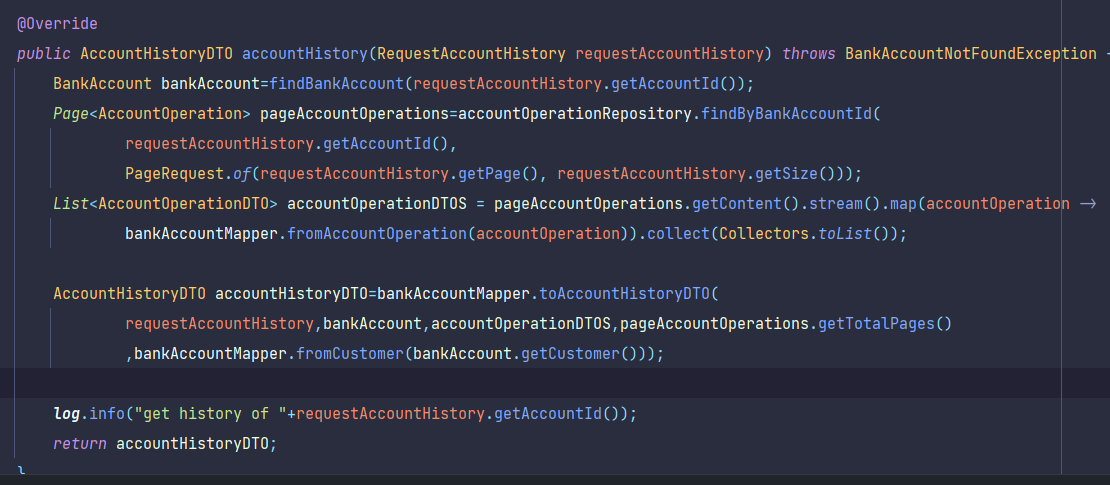 @Override
public AccountHistoryDTO accountHistory(RequestAccountHistory requestAccountHistory) throws BankAccountNotFoundException
BankAccount bankAccount=findBankAccount(requestAccountHistory.getAccountId());
Page<AccountOperation> pageAccountOperations=accountOperationRepository.findByBankAccountId(
requestAccountHistory.getAccountId(),
PageRequest.of(requestAccountHistory.getPage(), requestAccountHistory.getSize()));
List<AccountOperationDTO> accountOperationDTOS = pageAccountOperations.getContent().stream().map(accountOperation ->
bankAccountMapper.fromAccountOperation(accountOperation)).collect(Collectors.toList());
AccountHistoryDTO accountHistoryDTO=bankAccountMapper.toAccountHistoryDTO(
requestAccountHistory,bankAccount,accountOperationDTOS,pageAccountOperations.getTotalPages()
,bankAccountMapper.fromCustomer(bankAccount.getCustomer()));
log.info("get history of "+requestAccountHistory.getAccountId());
return accountHistoryDTO;
}